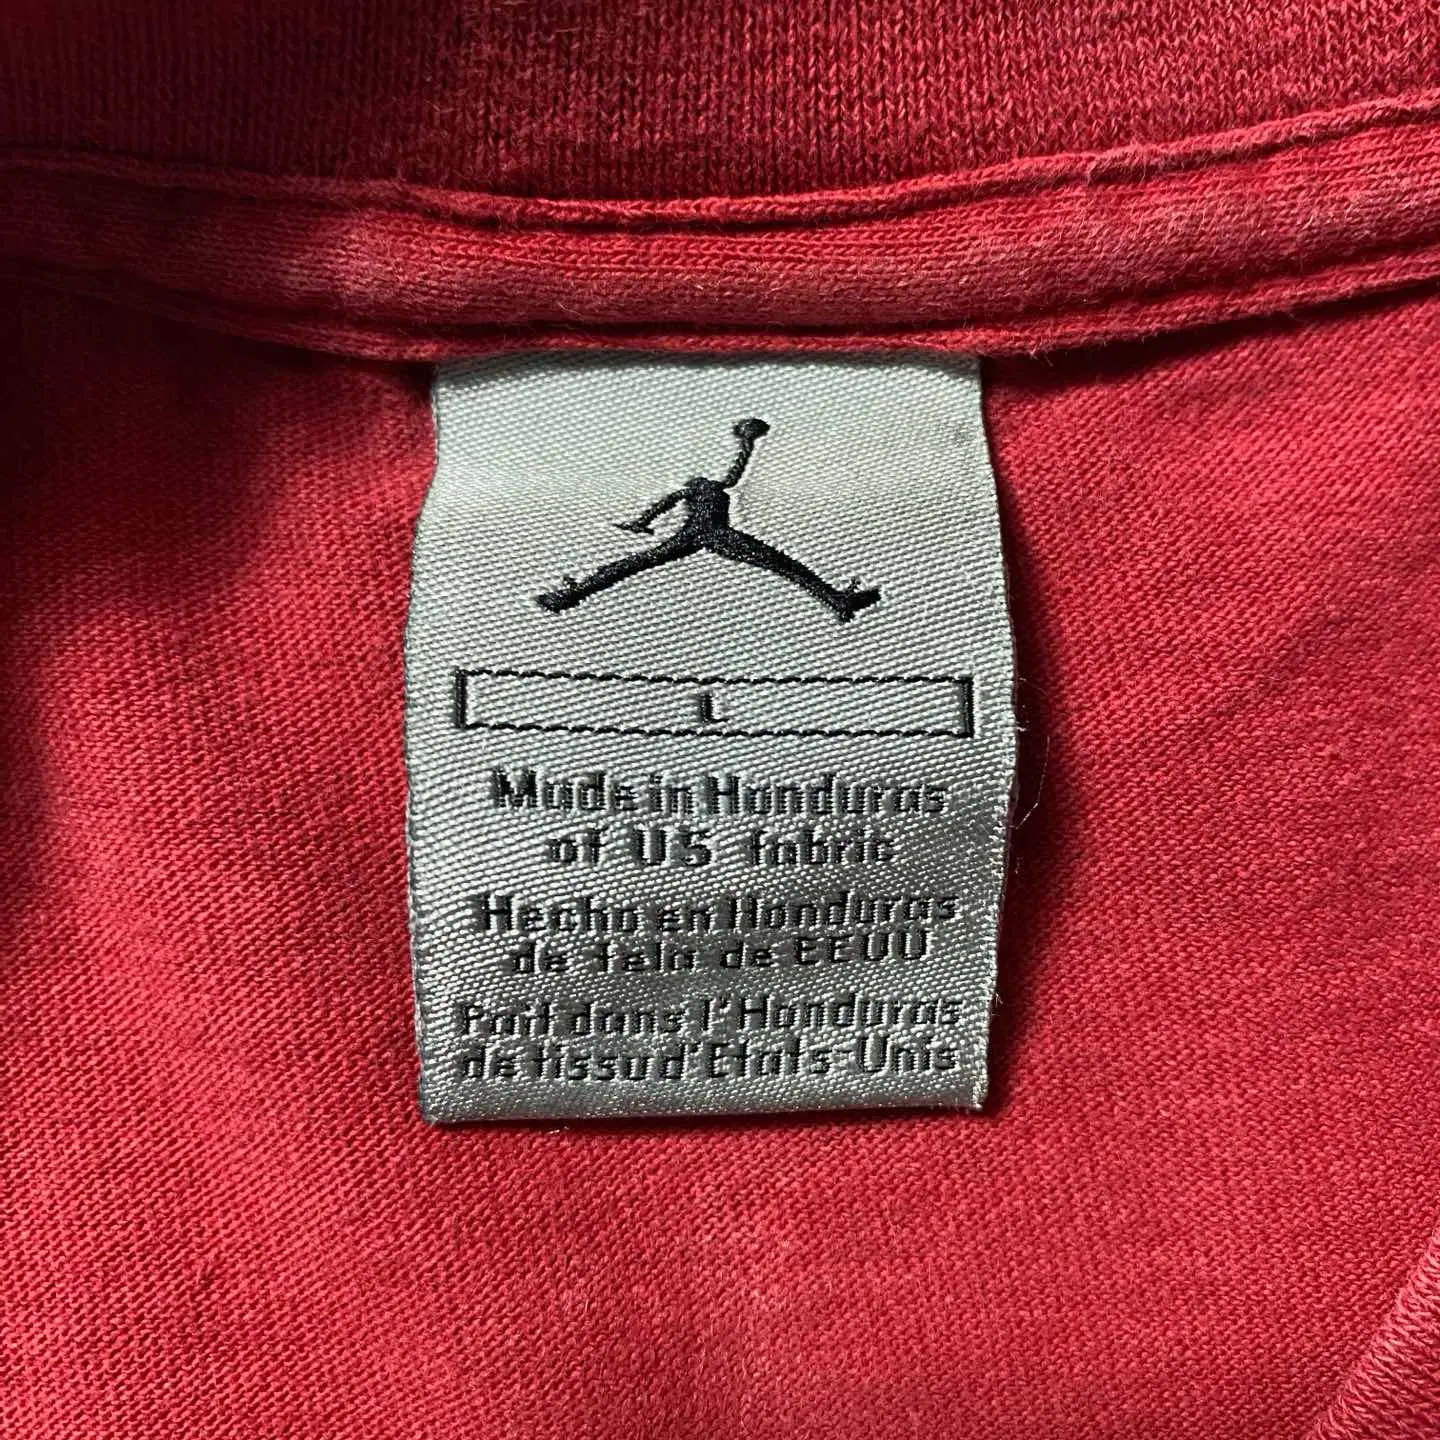 L
Made in Honduras
of US fabric
Hecho en Honduras
de tela de EEUU
Fait dans l'Honduras
de tissu d'Etats-Unis